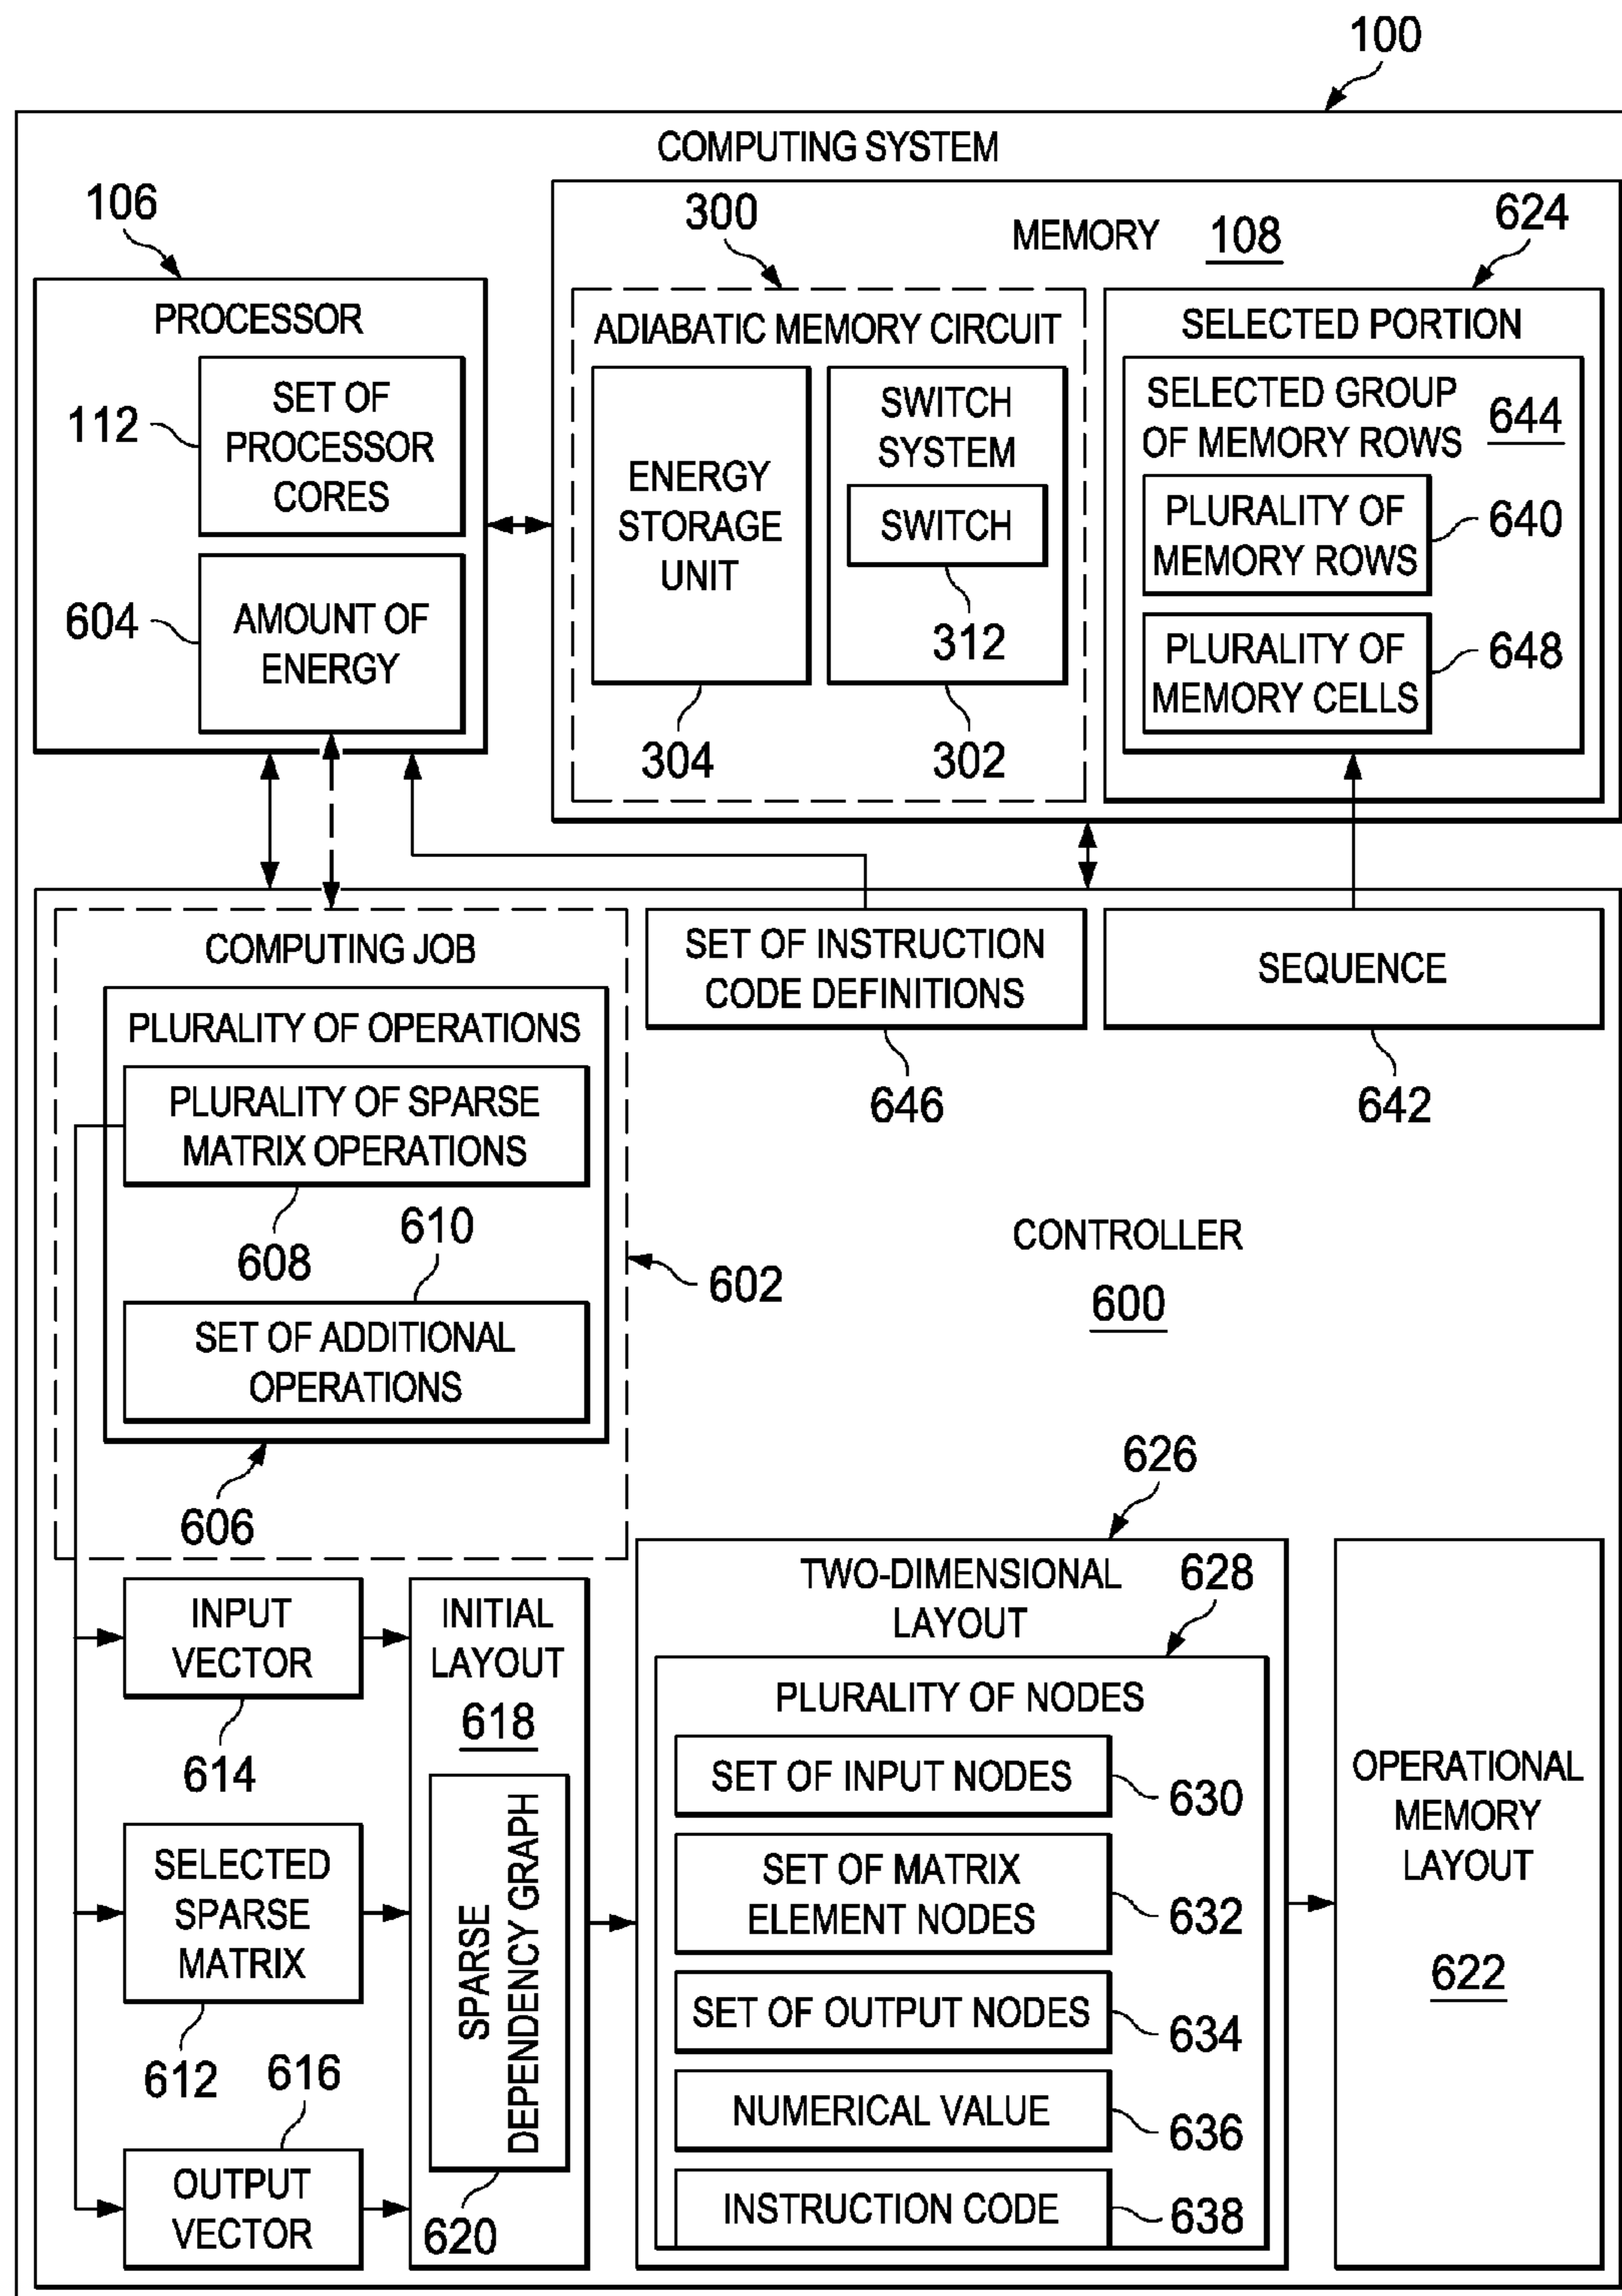 100
COMPUTING SYSTEM
106
PROCESSOR
112
SET OF
PROCESSOR
CORES
604
AMOUNT OF
ENERGY
MEMORY 108
300
ADIABATIC MEMORY CIRCUIT
ENERGY
STORAGE
UNIT
304
SWITCH
SYSTEM
SWITCH
312
302
624
SELECTED PORTION
SELECTED GROUP
OF MEMORY ROWS
644
PLURALITY OF
MEMORY ROWS
640
PLURALITY OF
MEMORY CELLS
648
COMPUTING JOB
PLURALITY OF OPERATIONS
PLURALITY OF SPARSE
MATRIX OPERATIONS
608
610
SET OF ADDITIONAL
OPERATIONS
606
602
SET OF INSTRUCTION
CODE DEFINITIONS
646
SEQUENCE
642
CONTROLLER
600
INPUT
VECTOR
614
SELECTED
SPARSE
MATRIX
612
616
OUTPUT
VECTOR
INITIAL
LAYOUT
618
SPARSE
DEPENDENCY GRAPH
620
626
TWO-DIMENSIONAL
LAYOUT
628
PLURALITY OF NODES
SET OF INPUT NODES
630
SET OF MATRIX
ELEMENT NODES
632
SET OF OUTPUT NODES
634
NUMERICAL VALUE
636
INSTRUCTION CODE
638
OPERATIONAL
MEMORY
LAYOUT
622